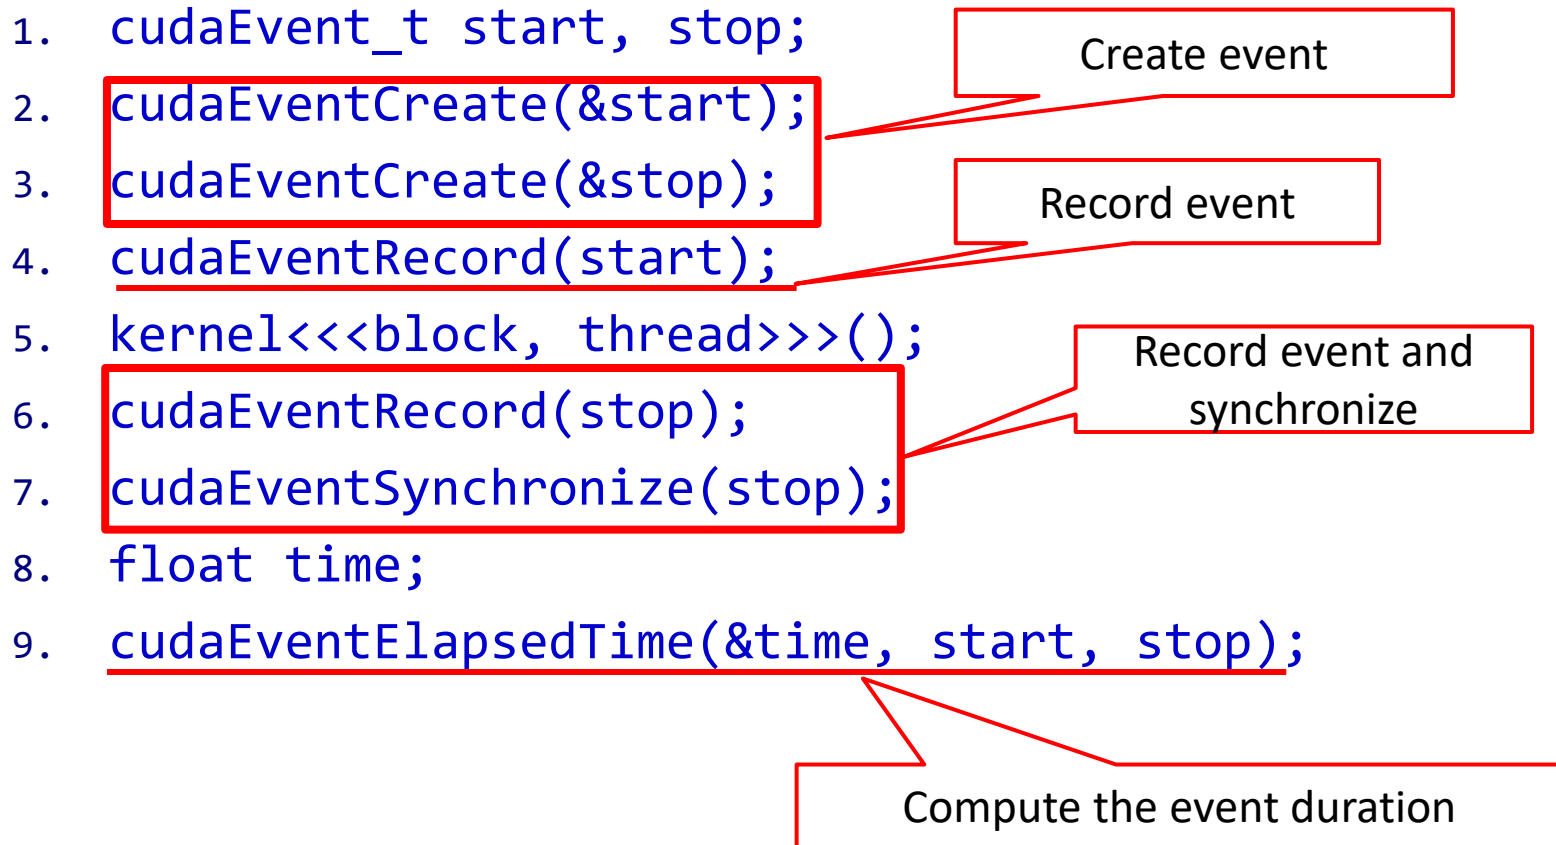 1. cudaEvent_t start, stop;
Create event
2. cudaEventCreate(&start);
3. cudaEventCreate(&stop);
Record event
4. cudaEventRecord(start);
5. kernel<<<block, thread>>>();
Record event and
synchronize
6. cudaEventRecord(stop);
7. cudaEventSynchronize(stop);
8. float time;
9. cudaEventElapsedTime(&time, start, stop);
Compute the event duration